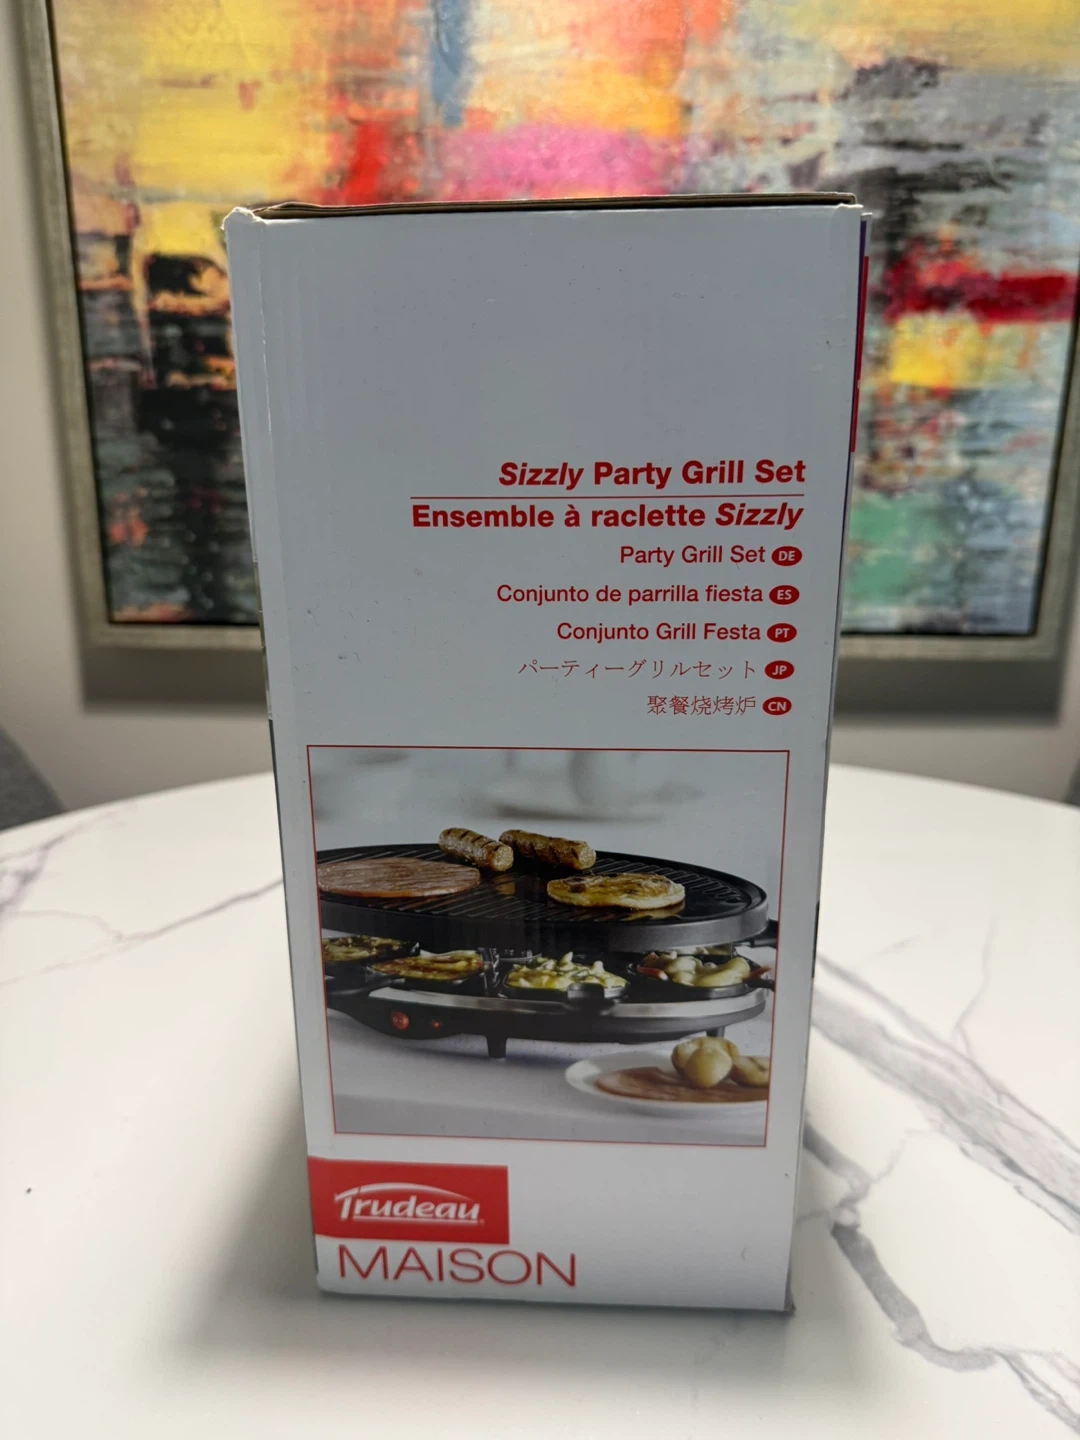 Sizzly Party Grill Set
Ensemble à raclette Sizzly
Party Grill Set DE
Conjunto de parrilla fiesta ES
Conjunto Grill Festa PT
パーティーグリルセット JP
聚餐烧烤炉 CN
Trudeau
MAISON